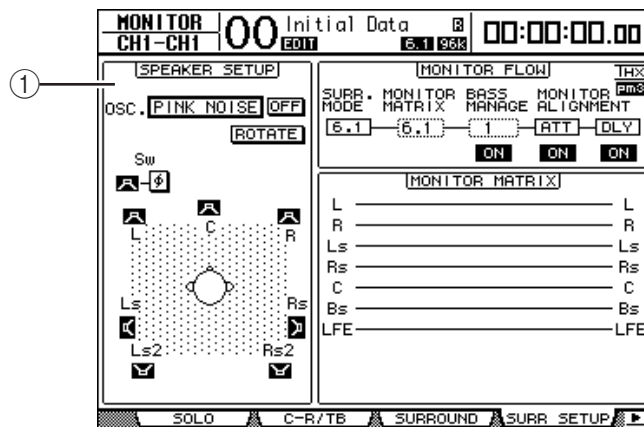 MONITOR
CH1-CH1
00 Initial Data
EDIT 6.1 96K
00:00:00.00
1
SPEAKER SETUP
OSC. PINK NOISE OFF
ROTATE
Sw
φ
L C R
Ls Rs
Ls2 Rs2
MONITOR FLOW
THX
pm3
SURR. MODE
MONITOR MATRIX
BASS MANAGE
MONITOR ALIGNMENT
6.1 6.1 1 ATT DLY
ON ON ON
MONITOR MATRIX
L L
R R
Ls Ls
Rs Rs
C C
Bs Bs
LFE LFE
SOLO C-R/TB SURROUND SURR SETUP